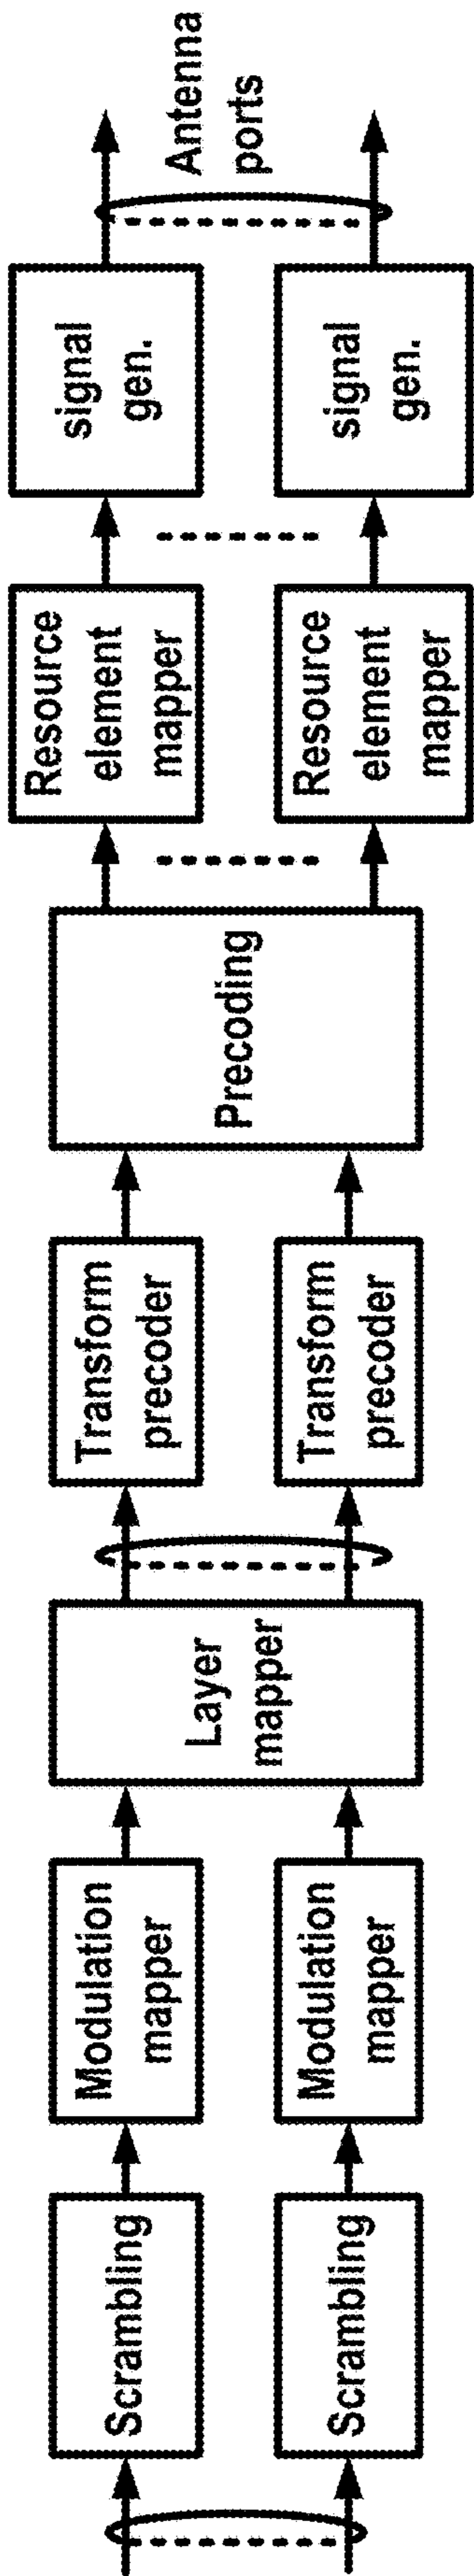 Scrambling
Modulation
mapper
Layer
mapper
Transform
precoder
Precoding
Resource
element
mapper
signal
gen.
Antenna
ports
Scrambling
Modulation
mapper
Transform
precoder
Resource
element
mapper
signal
gen.